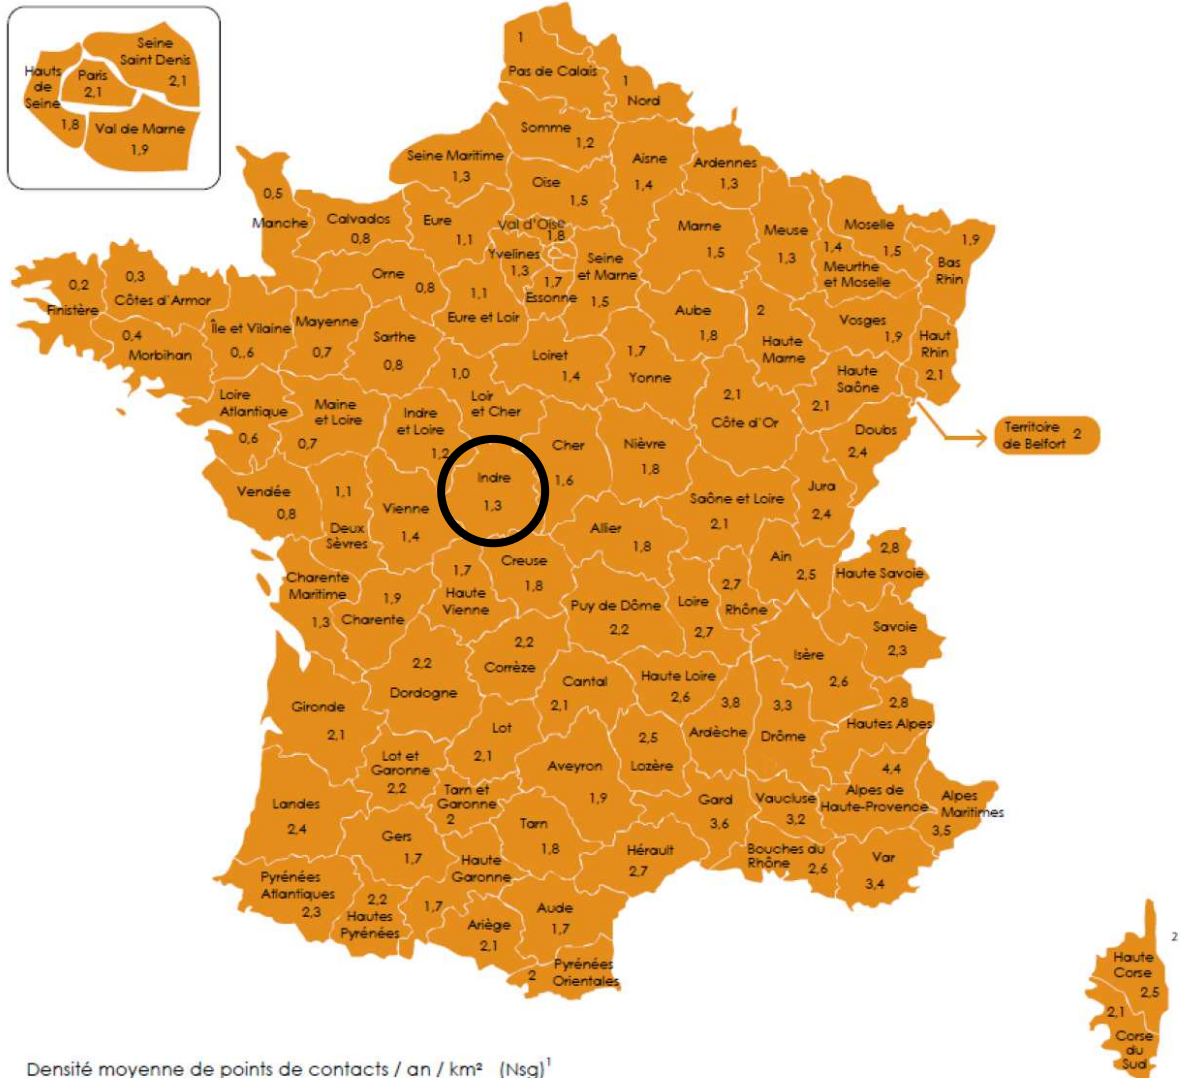 Seine
Saint Denis
2,1
Hauts
de
Seine
1,8
Paris
2,1
Val de Marne
1,9
1
Pas de Calais
1
Nord
Somme
1,2
Seine Maritime
1,3
Oise
1,5
Aisne
1,4
Ardennes
1,3
0,5
Manche
Calvados
0,8
Eure
1,1
Val d'Oise
1,8
Yvelines
1,3
1,7
Essonne
Seine
et Marne
1,5
Marne
1,5
Meuse
1,3
Moselle
1,5
1,4
Meurthe
et Moselle
1,9
Bas
Rhin
0,2
Finistère
0,3
Côtes d'Armor
0,4
Morbihan
Île et Vilaine
0,,6
Mayenne
0,7
Orne
0,8
Sarthe
0,8
1,1
Eure et Loir
Loiret
1,4
1,7
Yonne
Aube
1,8
2
Haute
Marne
Vosges
1,9
Haut
Rhin
2,1
Haute
Saône
2,1
Territoire
de Belfort 2
Loire
Atlantique
0,6
Maine
et Loire
0,7
Indre
et Loire
1,2
1,0
Loir
et Cher
Cher
1,6
Nièvre
1,8
2,1
Côte d'Or
Doubs
2,4
Vendée
0,8
1,1
Deux
Sèvres
Vienne
1,4
Indre
1,3
Allier
1,8
Saône et Loire
2,1
Jura
2,4
Ain
2,5
2,8
Haute Savoie
Charente
Maritime
1,3
1,9
Charente
1,7
Haute
Vienne
Creuse
1,8
Puy de Dôme
2,2
Loire
2,7
2,7
Rhône
Savoie
2,3
Isère
2,6
2,2
Dordogne
2,2
Corrèze
Cantal
2,1
Haute Loire
2,6
3,8
Ardèche
3,3
Drôme
2,8
Hautes Alpes
Gironde
2,1
Lot
2,1
Lot et
Garonne
2,2
Aveyron
1,9
2,5
Lozère
4,4
Alpes de
Haute-Provence
Alpes
Maritimes
3,5
Landes
2,4
Tarn et
Garonne
2
Tarn
1,8
Gard
3,6
Vaucluse
3,2
Gers
1,7
Haute
Garonne
1,7
Hérault
2,7
Bouches du
Rhône 2,6
Var
3,4
Pyrénées
Atlantiques
2,3
2,2
Hautes
Pyrénées
Ariège
2,1
Aude
1,7
2
Pyrénées
Orientales
2
Haute
Corse
2,5
2,1
Corse
du
Sud
Densité moyenne de points de contacts / an / km² (Nsg)¹